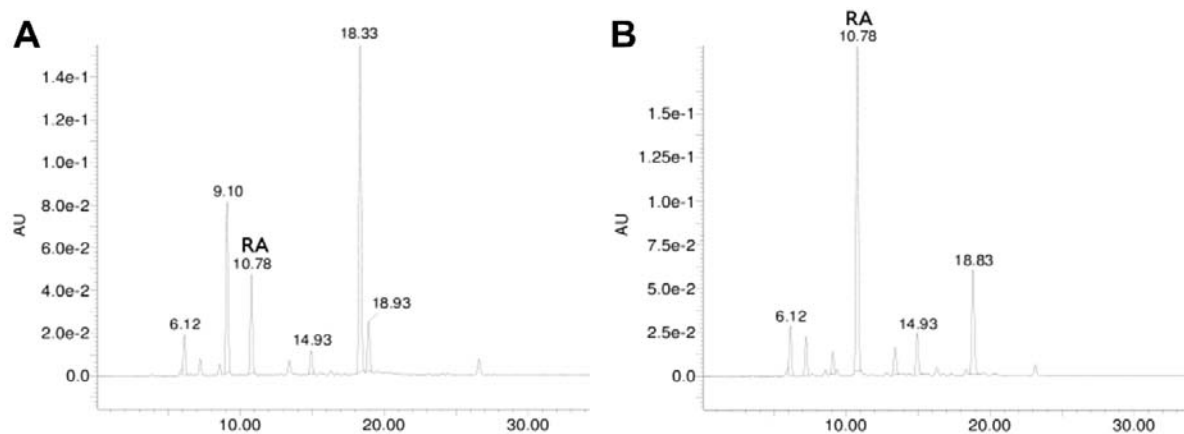 A
AU
1.4e-1
1.2e-1
1.0e-1
8.0e-2
6.0e-2
4.0e-2
2.0e-2
0.0
6.12
9.10
RA
10.78
14.93
18.33
18.93
10.00
20.00
30.00
B
AU
1.5e-1
1.25e-1
1.0e-1
7.5e-2
5.0e-2
2.5e-2
0.0
6.12
RA
10.78
14.93
18.83
10.00
20.00
30.00